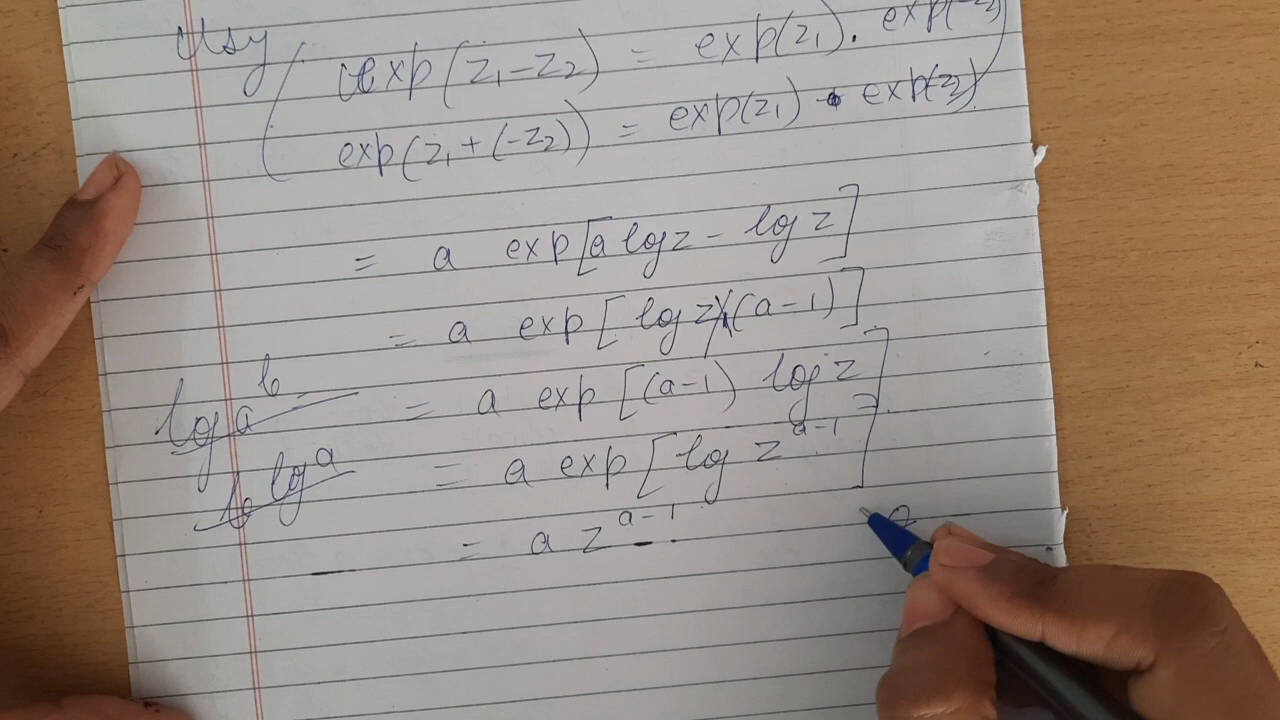 Usy
exp(z₁-z₂) = exp(z₁). exp(-z₂)
exp(z₁+(-z₂)) = exp(z₁) • exp(z₂)
= a exp[a log z - log z]
= a exp[log z (a-1)]
log a^b = a exp[(a-1) log z]
b log a = a exp[log z^a-1]
= a z^a-1